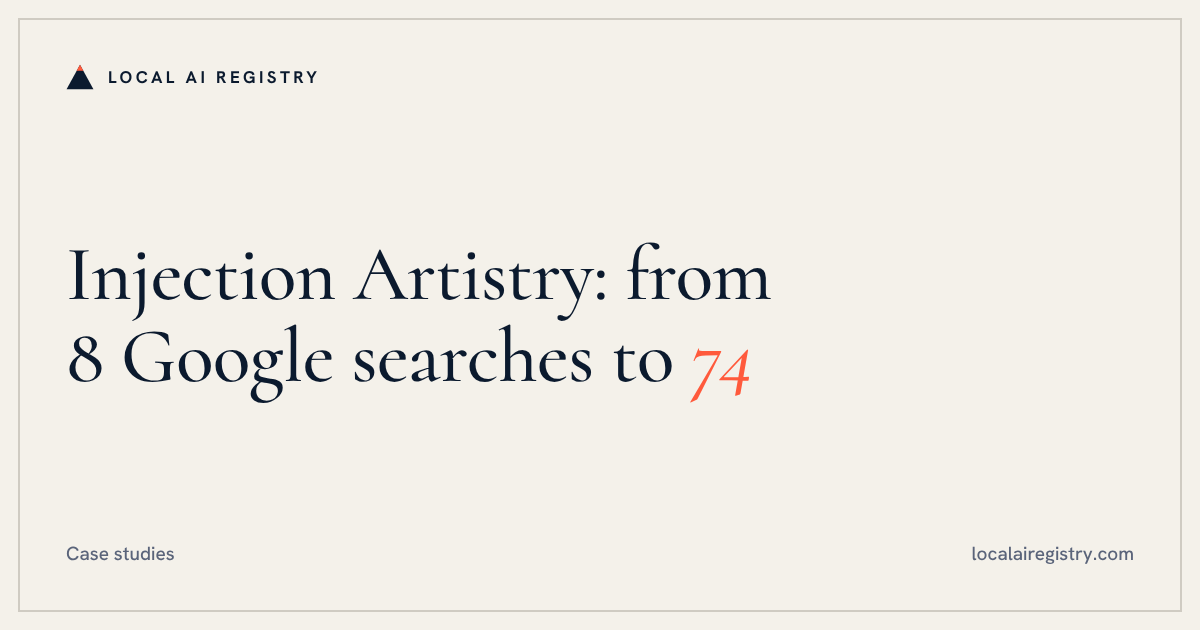 LOCAL AI REGISTRY
Injection Artistry: from
8 Google searches to 74
Case studies
localairegistry.com